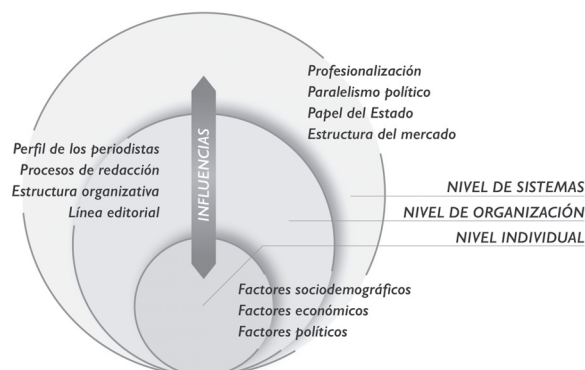 Profesionalización
Paralelismo político
Papel del Estado
Estructura del mercado
Perfil de los periodistas
Procesos de redacción
Estructura organizativa
Línea editorial
INFLUENCIAS
NIVEL DE SISTEMAS
NIVEL DE ORGANIZACIÓN
NIVEL INDIVIDUAL
Factores sociodemográficos
Factores económicos
Factores políticos